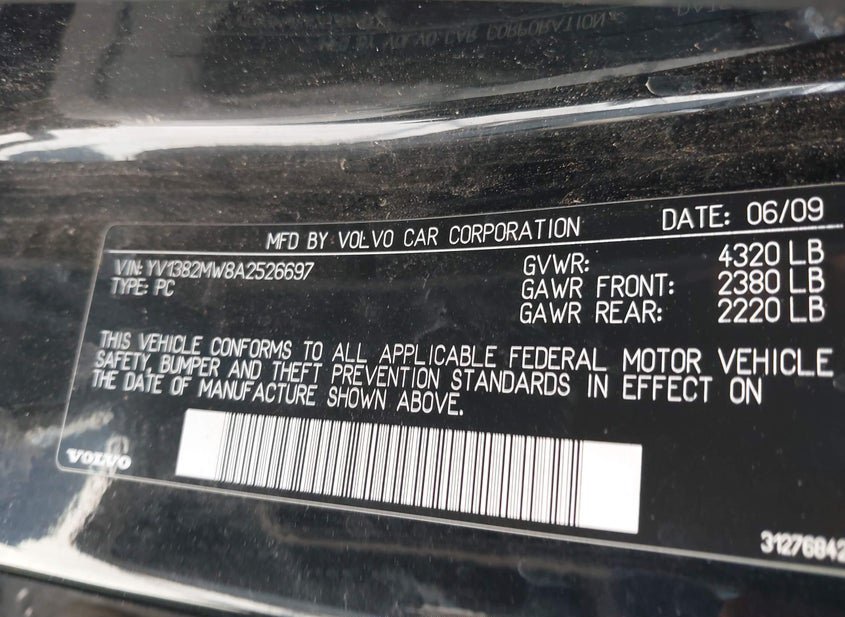 MFD BY VOLVO CAR CORPORATION DATE: 06/09
VIN: YV1382MW8A2526697 GVWR: 4320 LB
TYPE: PC GAWR FRONT: 2380 LB
GAWR REAR: 2220 LB
THIS VEHICLE CONFORMS TO ALL APPLICABLE FEDERAL MOTOR VEHICLE
SAFETY, BUMPER AND THEFT PREVENTION STANDARDS IN EFFECT ON
THE DATE OF MANUFACTURE SHOWN ABOVE.
VOLVO
31276842